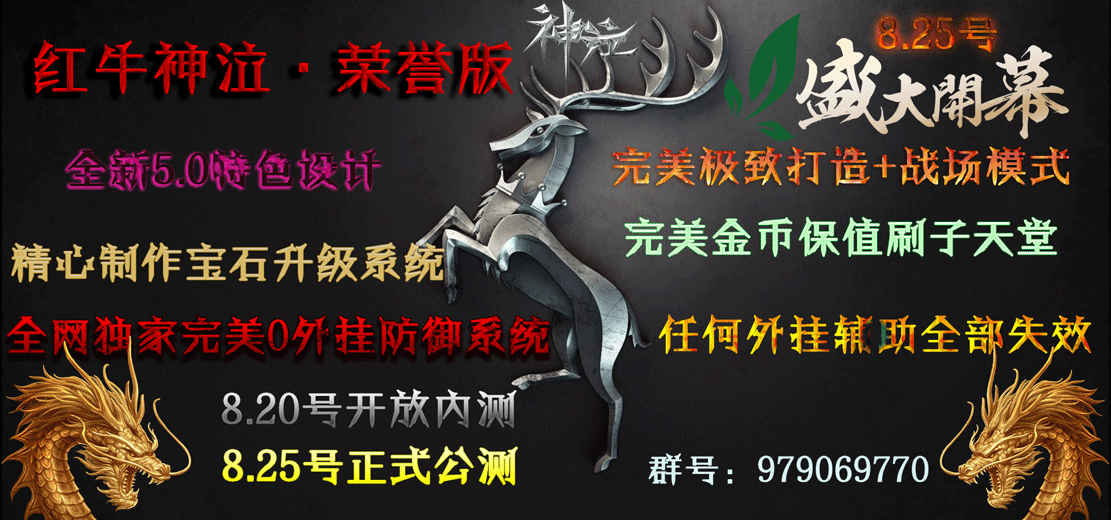 神泣
8.25号
红牛神泣·荣誉版
盛大開幕
全新5.0特色设计
完美极致打造+战场模式
精心制作宝石升级系统
完美金币保值刷子天堂
全网独家完美0外挂防御系统
任何外挂辅助全部失效
8.20号开放内测
8.25号正式公测
群号：979069770